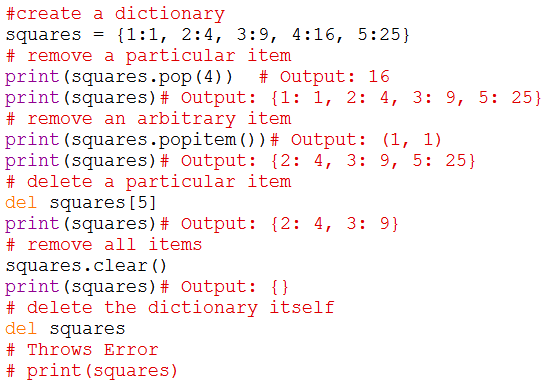 #create a dictionary
squares = {1:1, 2:4, 3:9, 4:16, 5:25}
# remove a particular item
print(squares.pop(4))  # Output: 16
print(squares)# Output: {1: 1, 2: 4, 3: 9, 5: 25}
# remove an arbitrary item
print(squares.popitem())# Output: (1, 1)
print(squares)# Output: {2: 4, 3: 9, 5: 25}
# delete a particular item
del squares[5]
print(squares)# Output: {2: 4, 3: 9}
# remove all items
squares.clear()
print(squares)# Output: {}
# delete the dictionary itself
del squares
# Throws Error
# print(squares)